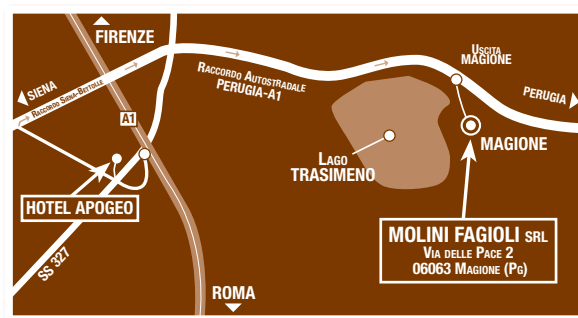 FIRENZE
USCITA
MAGIONE
SIENA
RACCORDO SIENA-BETTOLLE
RACCORDO AUTOSTRADALE
PERUGIA-A1
PERUGIA
A1
MAGIONE
LAGO
TRASIMENO
HOTEL APOGEO
MOLINI FAGIOLI SRL
VIA DELLE PACE 2
06063 MAGIONE (PG)
SS 327
ROMA